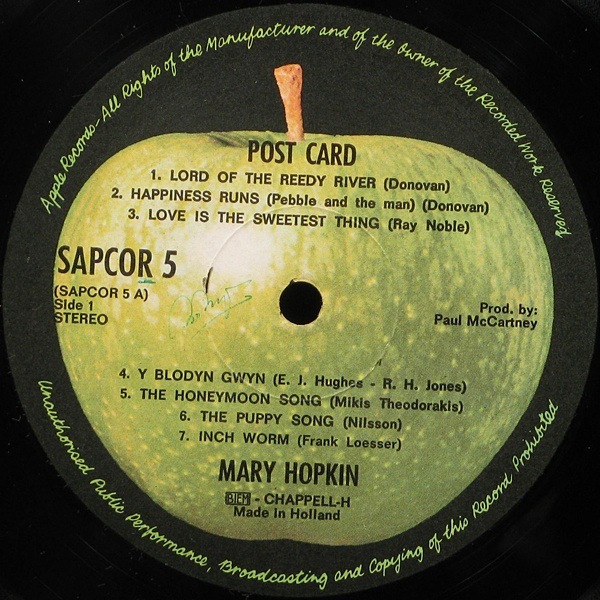 Apple Records-All Rights of the Manufacturer and of the Owner of the Recorded Work Reserved
POST CARD
1. LORD OF THE REEDY RIVER (Donovan)
2. HAPPINESS RUNS (Pebble and the man) (Donovan)
3. LOVE IS THE SWEETEST THING (Ray Noble)
SAPCOR 5
(SAPCOR 5 A)
Side 1
STEREO
Prod. by:
Paul McCartney
4. Y BLODYN GWYN (E. J. Hughes - R. H. Jones)
5. THE HONEYMOON SONG (Mikis Theodorakis)
6. THE PUPPY SONG (Nilsson)
7. INCH WORM (Frank Loesser)
MARY HOPKIN
BIEM - CHAPPELL-H
Made in Holland
Unauthorised Public Performance, Broadcasting and Copying of this Record Prohibited